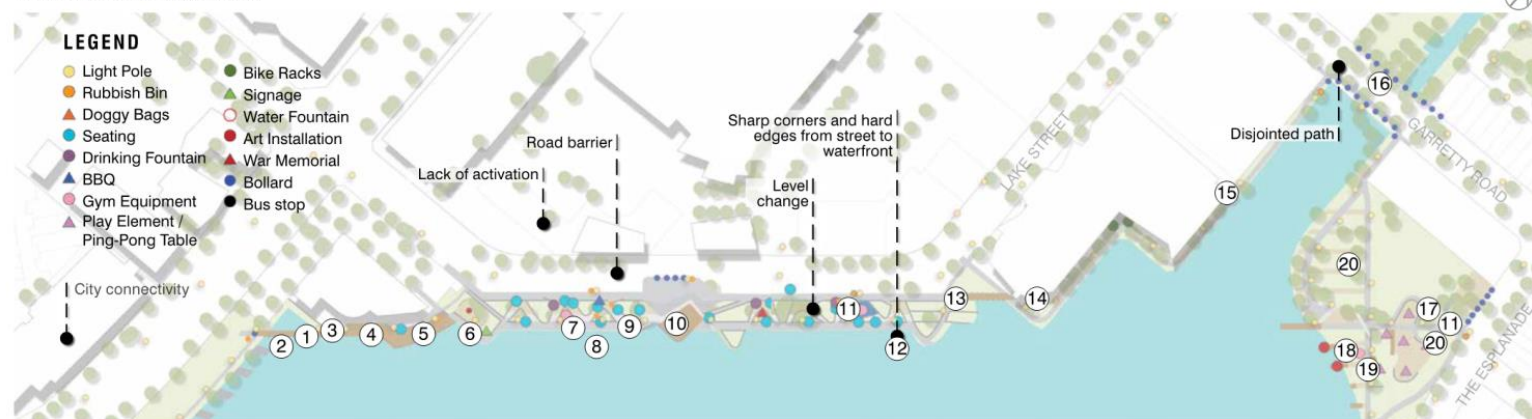 LEGEND
Light Pole
Rubbish Bin
Doggy Bags
Seating
Drinking Fountain
BBQ
Gym Equipment
Play Element /
Ping-Pong Table
Bike Racks
Signage
Water Fountain
Art Installation
War Memorial
Bollard
Bus stop
City connectivity
Lack of activation
Road barrier
Level
change
Sharp corners and hard
edges from street to
waterfront
LAKE STREET
Disjointed path
GARRETTY ROAD
THE ESPLANADE
2
1
3
4
5
6
7
8
9
10
11
12
13
14
15
16
20
17
11
20
18
19